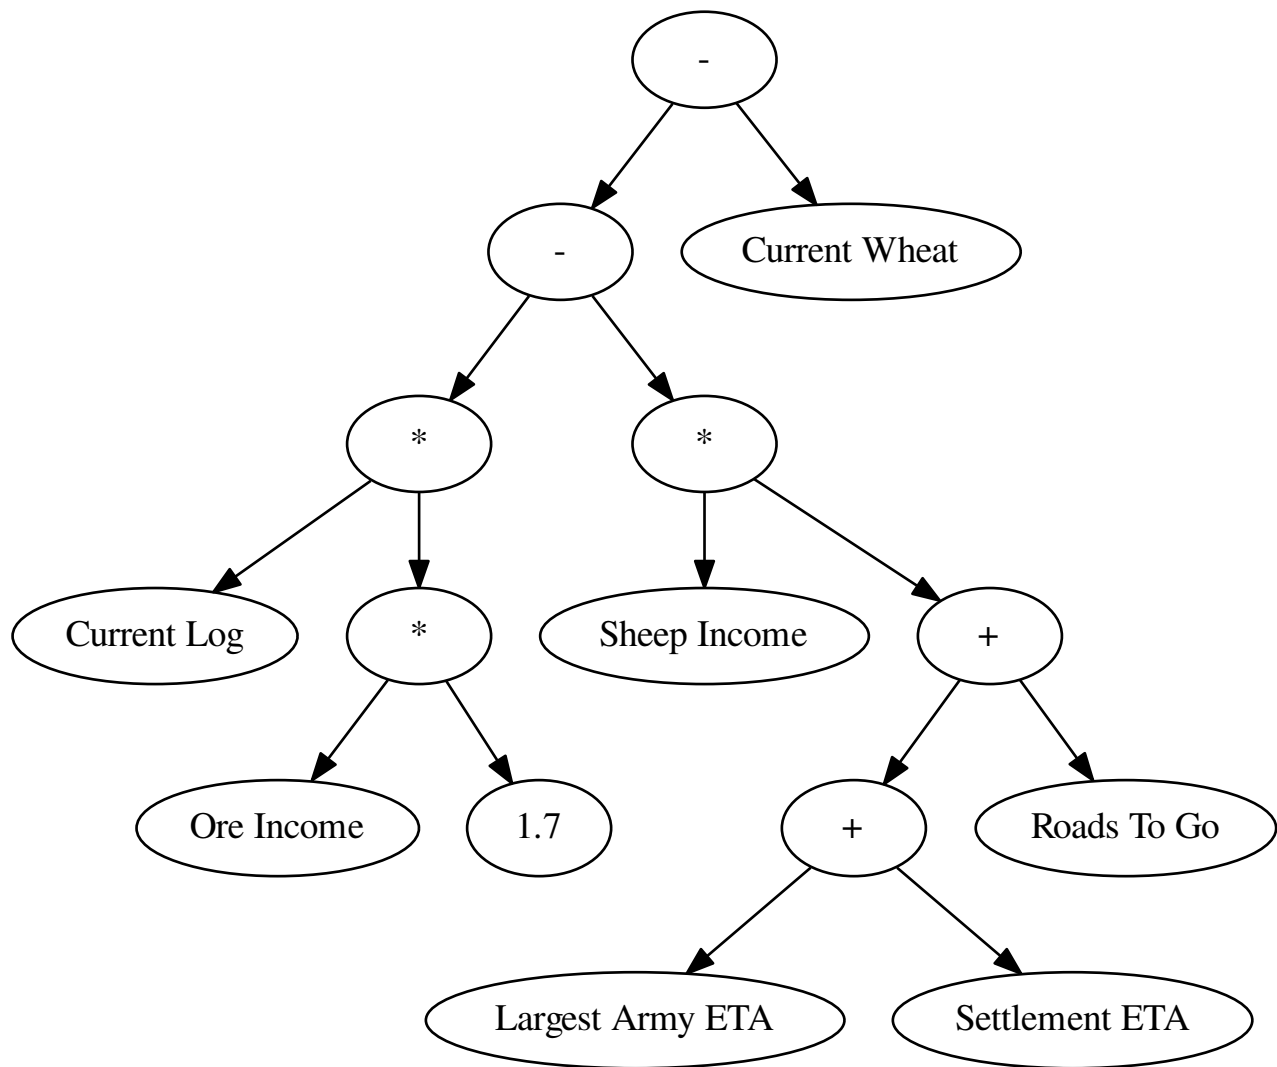 -
- Current Wheat
* *
Current Log * Sheep Income +
Ore Income 1.7 + Roads To Go
Largest Army ETA Settlement ETA